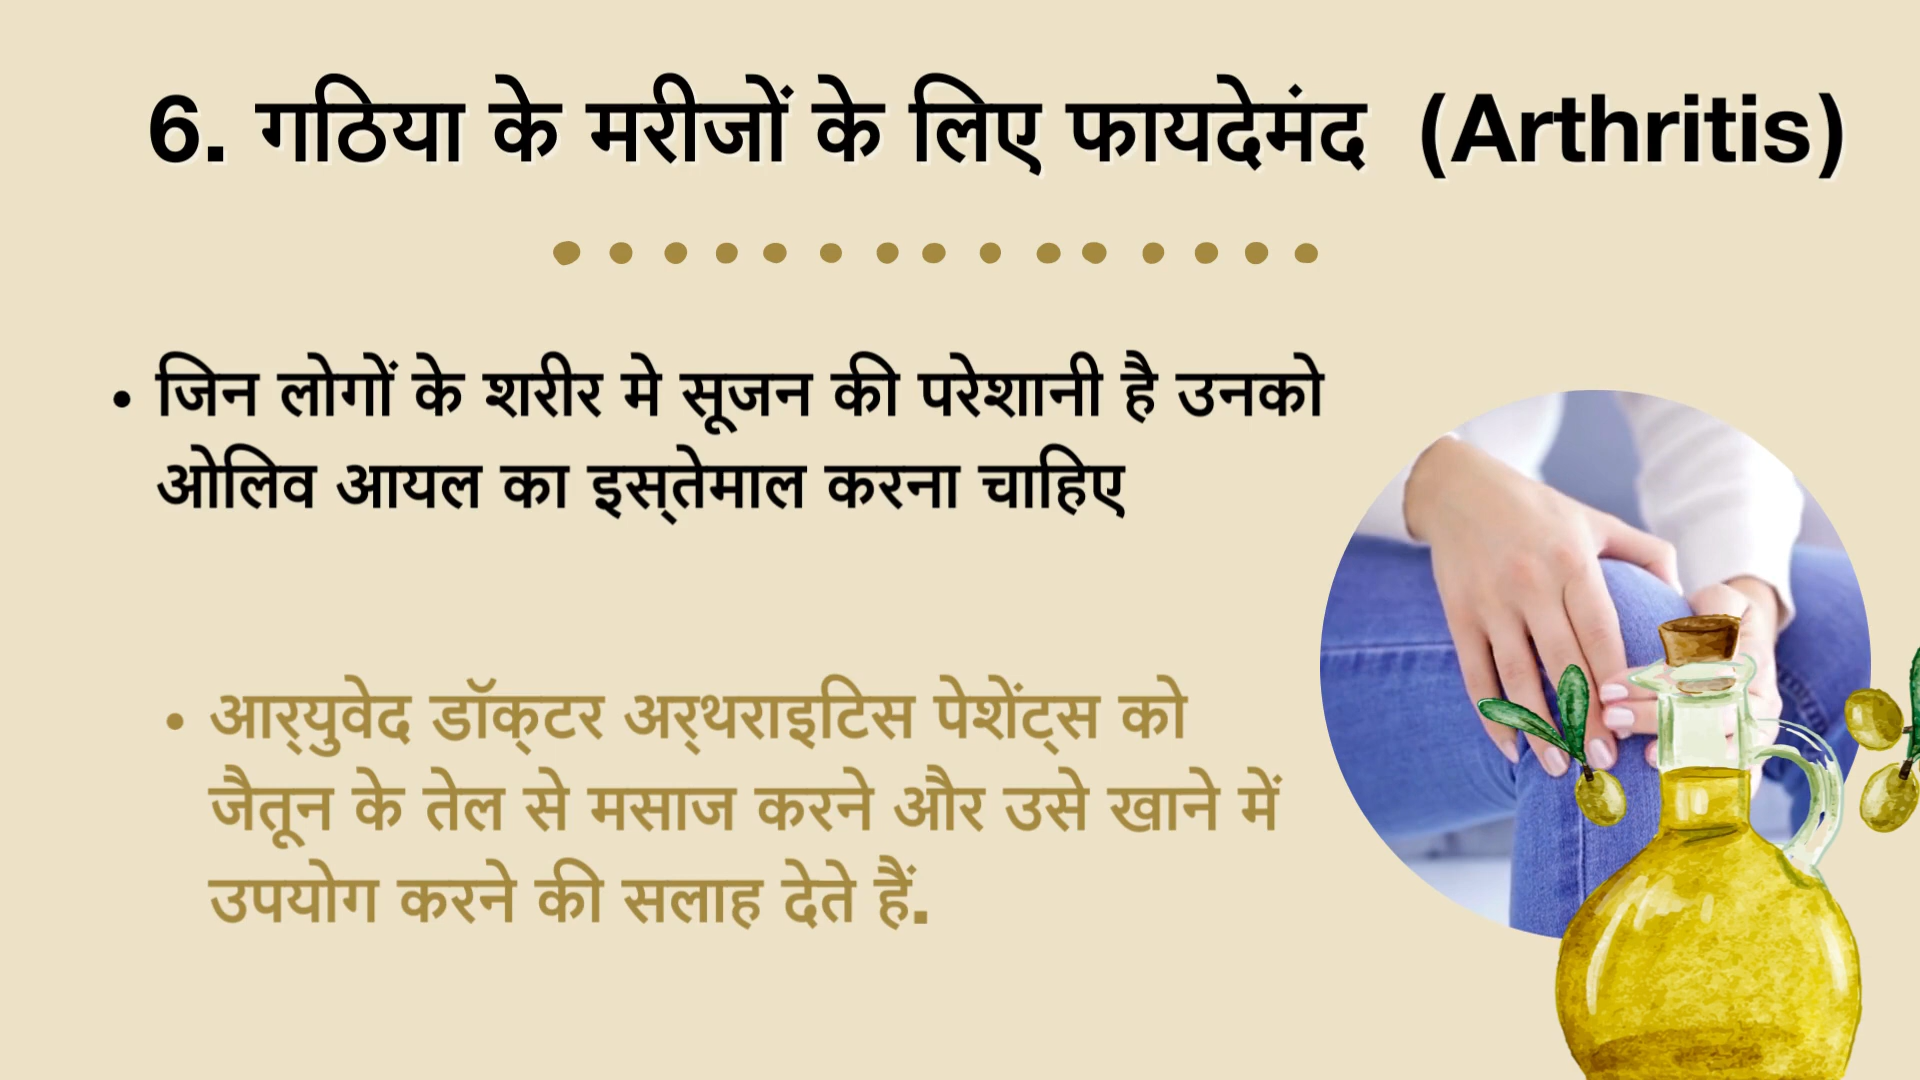 6. गठिया के मरीजों के लिए फायदेमंद (Arthritis)
• जिन लोगों के शरीर मे सूजन की परेशानी है उनको
ओलिव आयल का इस्तेमाल करना चाहिए
• आर्युवेद डॉक्टर अर्थराइटिस पेशेंट्स को
जैतून के तेल से मसाज करने और उसे खाने में
उपयोग करने की सलाह देते हैं.